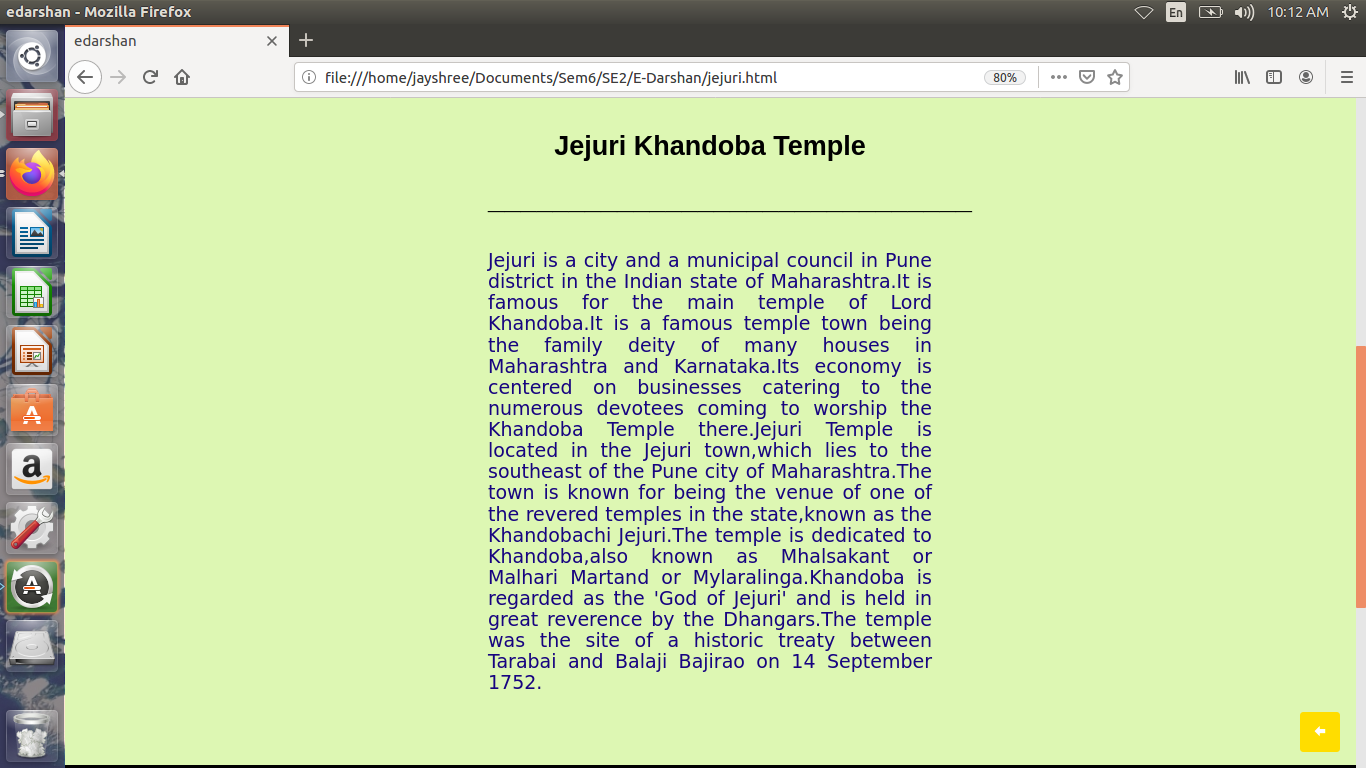 edarshan - Mozilla Firefox
En
10:12 AM
edarshan
file:///home/jayshree/Documents/Sem6/SE2/E-Darshan/jejuri.html
80%
Jejuri Khandoba Temple
Jejuri is a city and a municipal council in Pune
district in the Indian state of Maharashtra.It is
famous for the main temple of Lord
Khandoba.It is a famous temple town being
the family deity of many houses in
Maharashtra and Karnataka.Its economy is
centered on businesses catering to the
numerous devotees coming to worship the
Khandoba Temple there.Jejuri Temple is
located in the Jejuri town,which lies to the
southeast of the Pune city of Maharashtra.The
town is known for being the venue of one of
the revered temples in the state,known as the
Khandobachi Jejuri.The temple is dedicated to
Khandoba,also known as Mhalsakant or
Malhari Martand or Mylaralinga.Khandoba is
regarded as the 'God of Jejuri' and is held in
great reverence by the Dhangars.The temple
was the site of a historic treaty between
Tarabai and Balaji Bajirao on 14 September
1752.